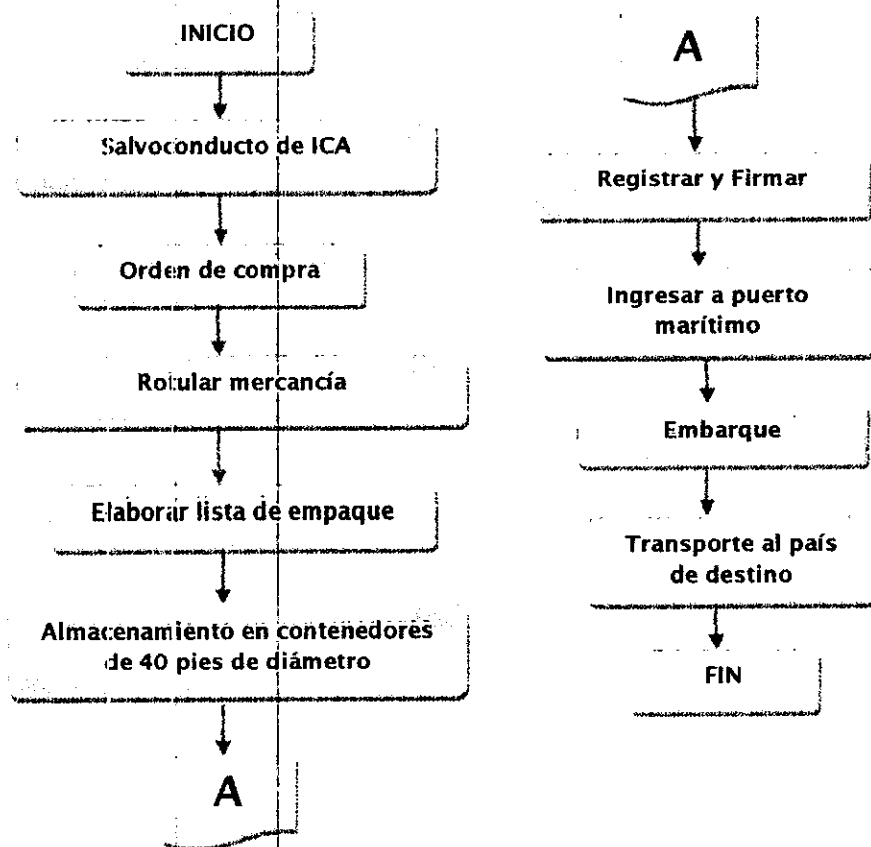 INICIO
Salvoconducto de ICA
Orden de compra
Rotular mercancía
Elaborar lista de empaque
Almacenamiento en contenedores
de 40 pies de diámetro
A
A
Registrar y Firmar
Ingresar a puerto
marítimo
Embarque
Transporte al país
de destino
FIN